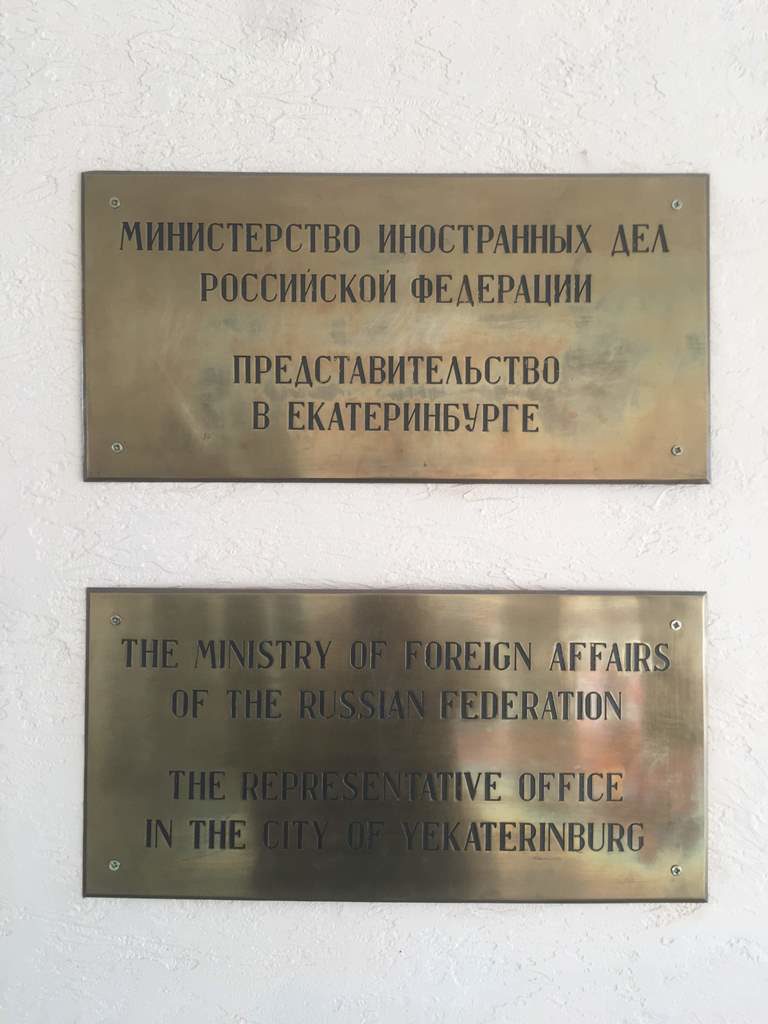 МИНИСТЕРСТВО ИНОСТРАННЫХ ДЕЛ
РОССИЙСКОЙ ФЕДЕРАЦИИ
ПРЕДСТАВИТЕЛЬСТВО
В ЕКАТЕРИНБУРГЕ
THE MINISTRY OF FOREIGN AFFAIRS
OF THE RUSSIAN FEDERATION
THE REPRESENTATIVE OFFICE
IN THE CITY OF YEKATERINBURG